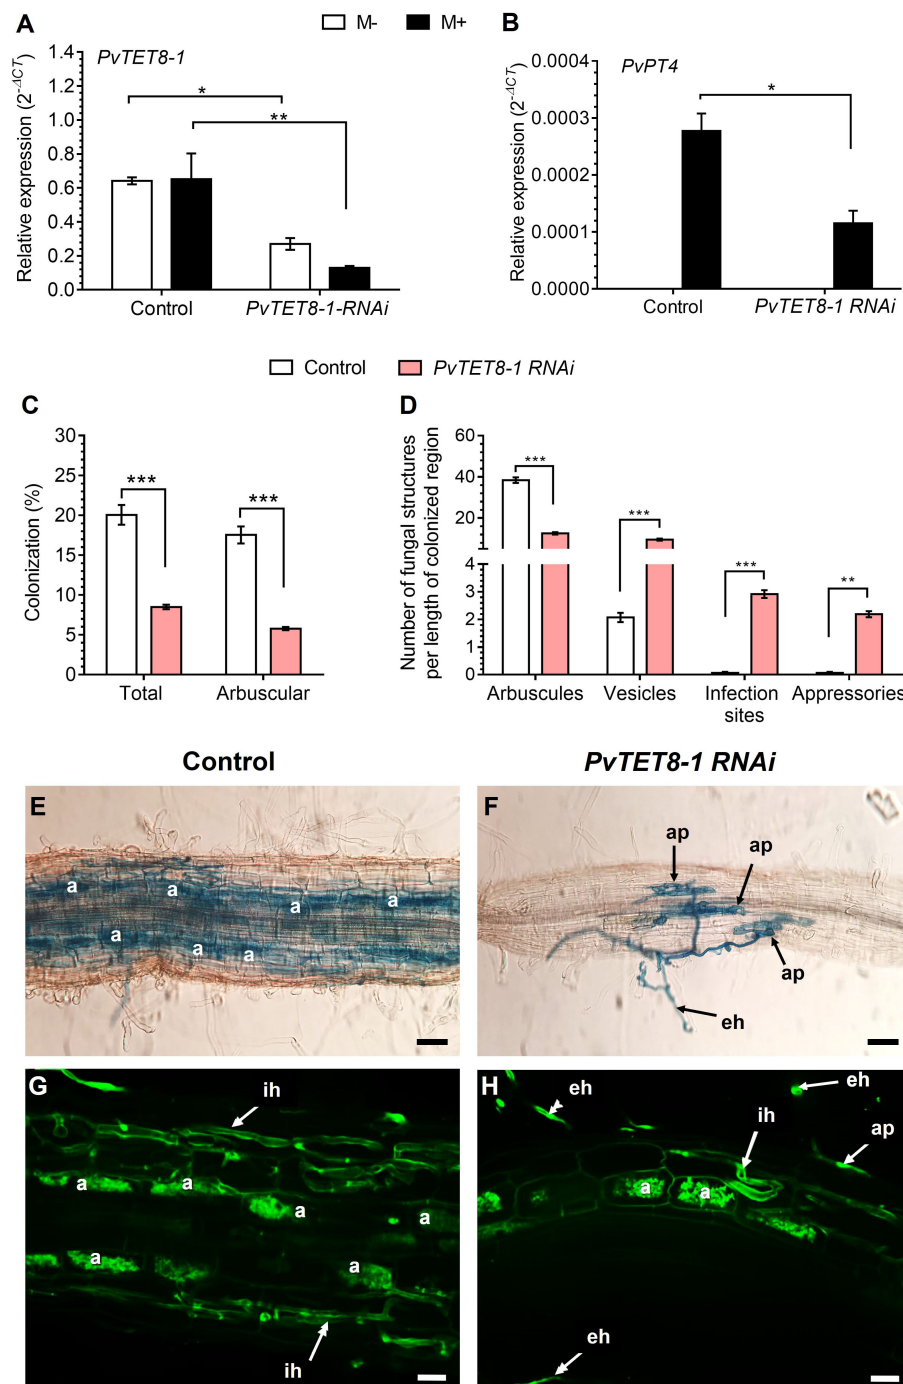 A
M-
M+
B
PvTET8-1
Relative expression (2^-ΔCT)
1.4
1.2
1.0
0.8
0.6
0.4
0.2
0.0
*
**
Control
PvTET8-1-RNAi
PvPT4
Relative expression (2^-ΔCT)
0.0004
0.0003
0.0002
0.0001
0.0000
*
Control
PvTET8-1 RNAi
Control
PvTET8-1 RNAi
C
Colonization (%)
30
25
20
15
10
5
0
***
***
Total
Arbuscular
D
Number of fungal structures
per length of colonized region
60
40
20
4
3
2
1
0
***
***
***
**
Arbuscules
Vesicles
Infection
sites
Appressories
Control
PvTET8-1 RNAi
E
a
a
a
a
a
a
a
F
ap
ap
ap
eh
G
ih
a
a
a
a
a
a
ih
H
eh
eh
ih
ap
a
a
eh